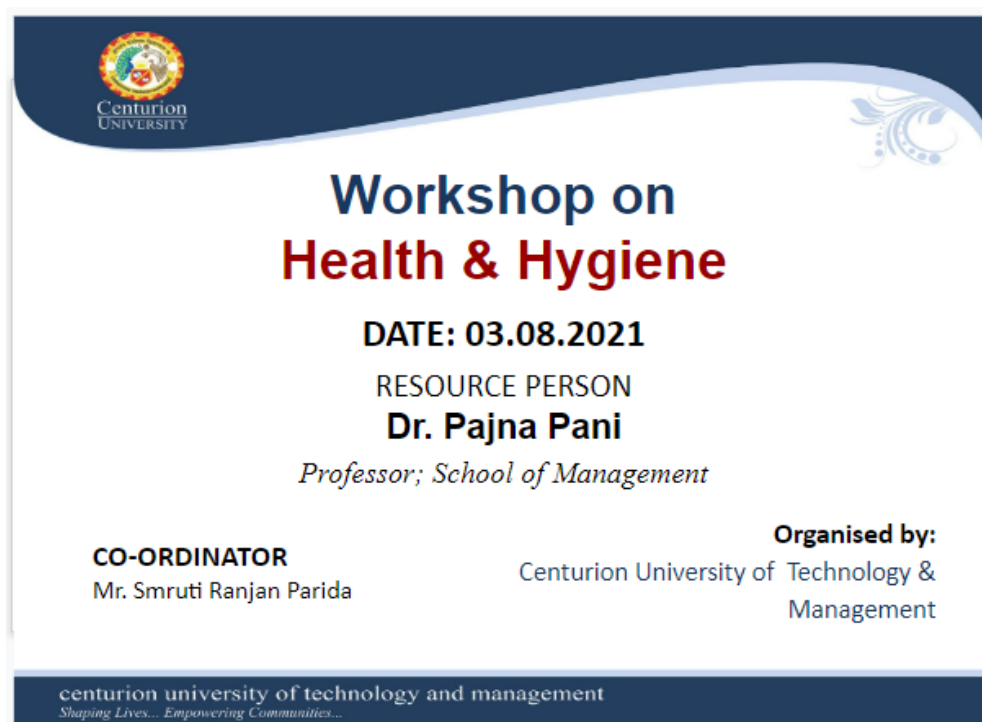 Centurion
UNIVERSITY
Workshop on
Health & Hygiene
DATE: 03.08.2021
RESOURCE PERSON
Dr. Pajna Pani
Professor; School of Management
CO-ORDINATOR
Mr. Smruti Ranjan Parida
Organised by:
Centurion University of Technology &
Management
centurion university of technology and management
Shaping Lives... Empowering Communities...